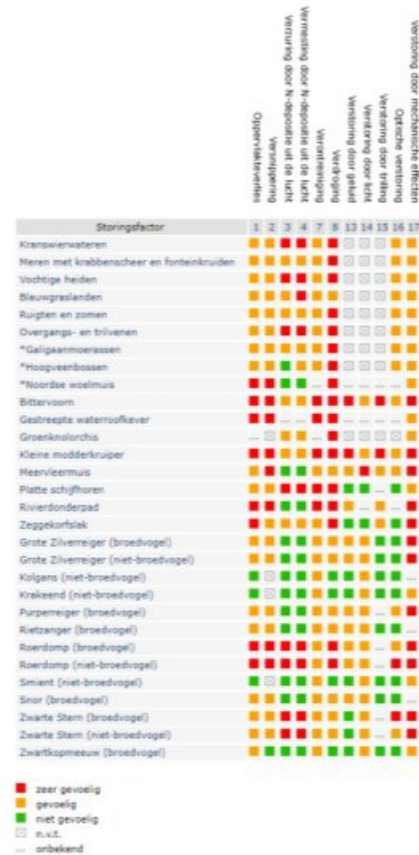 Oppervlakteverlies
Versnippering
Verzuring door N-depositie uit de lucht
Vermesting door N-depositie uit de lucht
Verontreiniging
Verdroging
Verstoring door geluid
Verstoring door licht
Verstoring door trilling
Optische verstoring
Verstoring door mechanische effecten
Storingsfactor 1 2 3 4 7 8 13 14 15 16 17
Kranswierwateren
Meren met krabbenscheer en fonteinkruiden
Vochtige heiden
Blauwgraslanden
Ruigten en zomen
Overgangs- en trilvenen
*Galigaanmoerassen
*Hoogveenbossen
*Noordse woelmuis ... ... ... ... ...
Bittervoorn
Gestreepte waterroofkever ... ... ... ... ... ...
Groenknolorchis ... ...
Kleine modderkruiper
Meervleermuis
Platte schijfhoren ...
Rivierdonderpad ... ...
Zeggekorfslak
Grote Zilverreiger (broedvogel)
Grote Zilverreiger (niet-broedvogel)
Kolgans (niet-broedvogel) ...
Krakeend (niet-broedvogel)
Purperreiger (broedvogel) ...
Rietzanger (broedvogel) ...
Roerdomp (broedvogel) ...
Roerdomp (niet-broedvogel) ...
Smient (niet-broedvogel)
Snor (broedvogel) ...
Zwarte Stern (broedvogel) ...
Zwarte Stern (niet-broedvogel) ...
Zwartkopmeeuw (broedvogel)
zeer gevoelig
gevoelig
niet gevoelig
n.v.t.
... onbekend